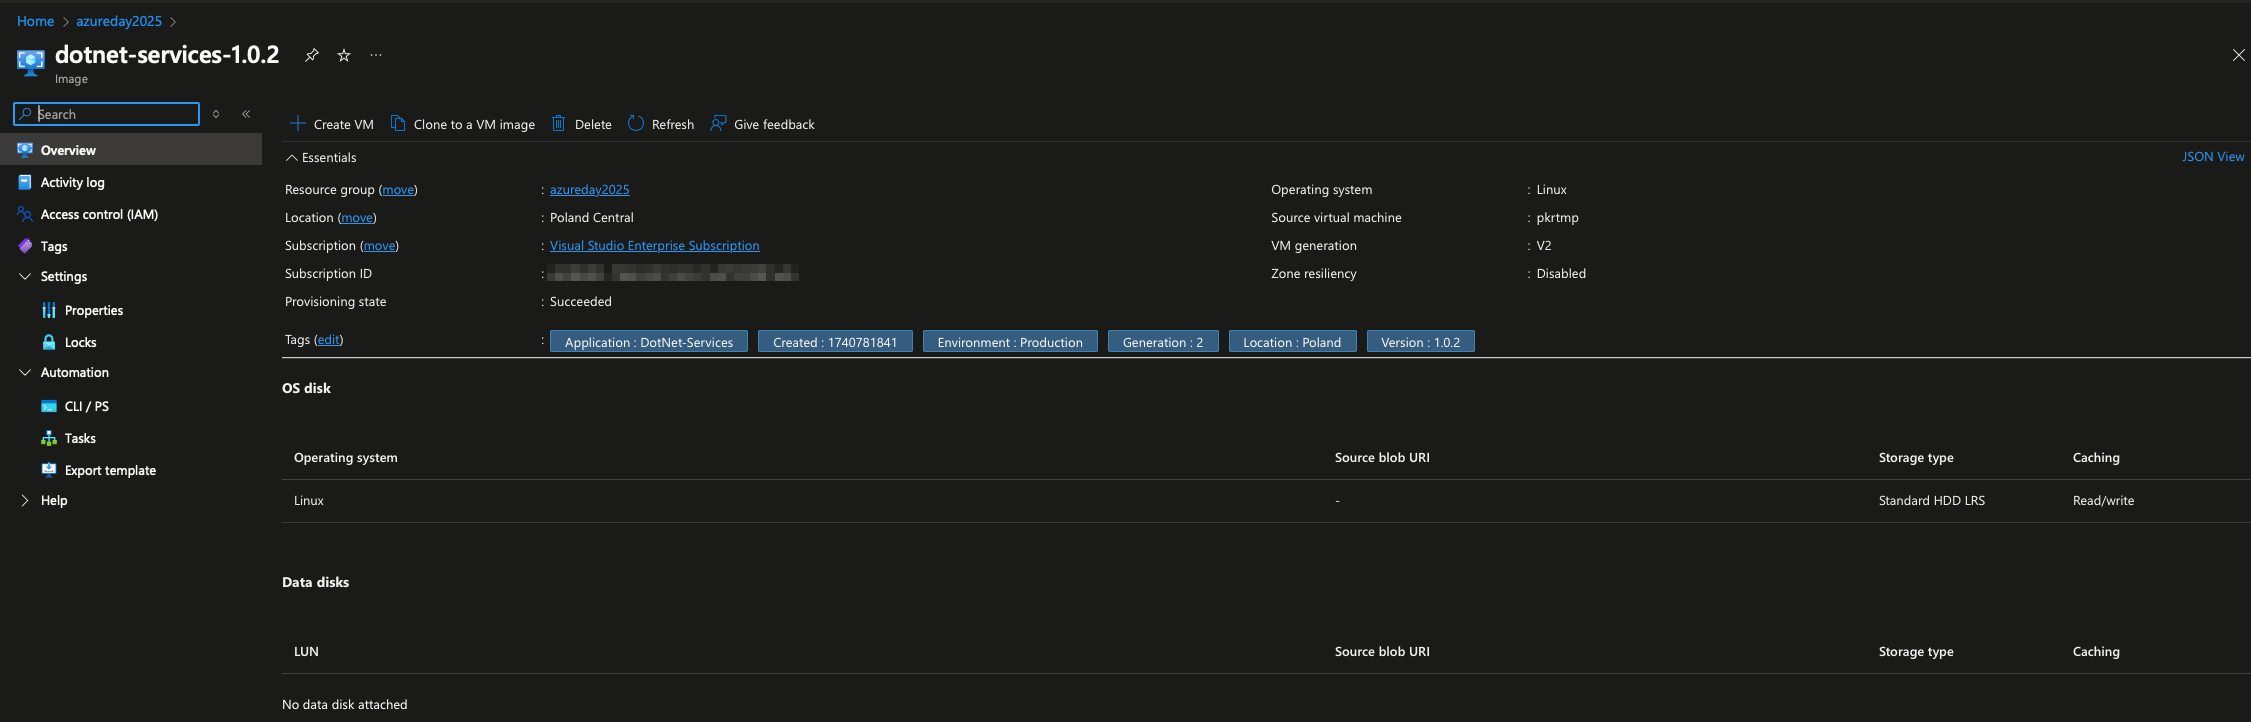 Home > azureday2025 >
dotnet-services-1.0.2
Image
Search
Create VM Clone to a VM image Delete Refresh Give feedback
Overview
Activity log
Access control (IAM)
Tags
Settings
Properties
Locks
Automation
CLI / PS
Tasks
Export template
Help
Essentials
JSON View
Resource group (move) : azureday2025
Location (move) : Poland Central
Subscription (move) : Visual Studio Enterprise Subscription
Subscription ID :
Provisioning state : Succeeded
Operating system : Linux
Source virtual machine : pkrtmp
VM generation : V2
Zone resiliency : Disabled
Tags (edit) : Application : DotNet-Services Created : 1740781841 Environment : Production Generation : 2 Location : Poland Version : 1.0.2
OS disk
Operating system Source blob URI Storage type Caching
Linux - Standard HDD LRS Read/write
Data disks
LUN Source blob URI Storage type Caching
No data disk attached